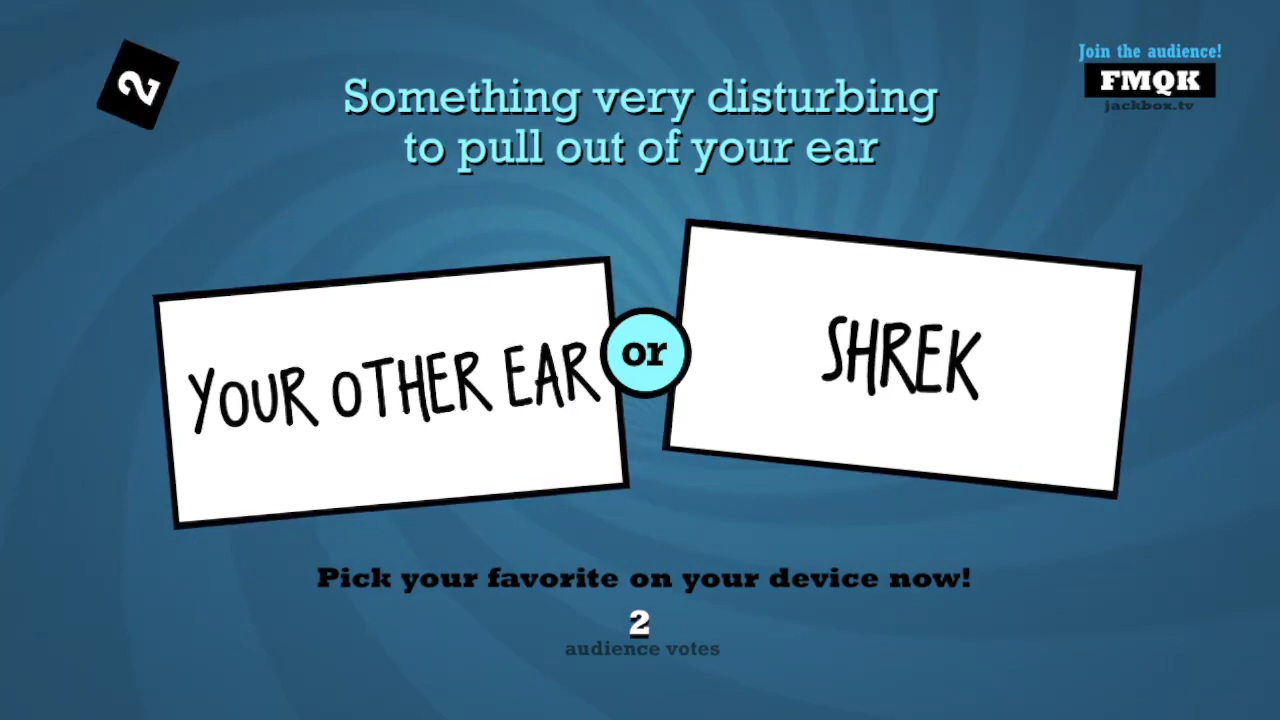 2
Join the audience!
FMQK
jackbox.tv
Something very disturbing
to pull out of your ear
YOUR OTHER EAR
or
SHREK
Pick your favorite on your device now!
2
audience votes